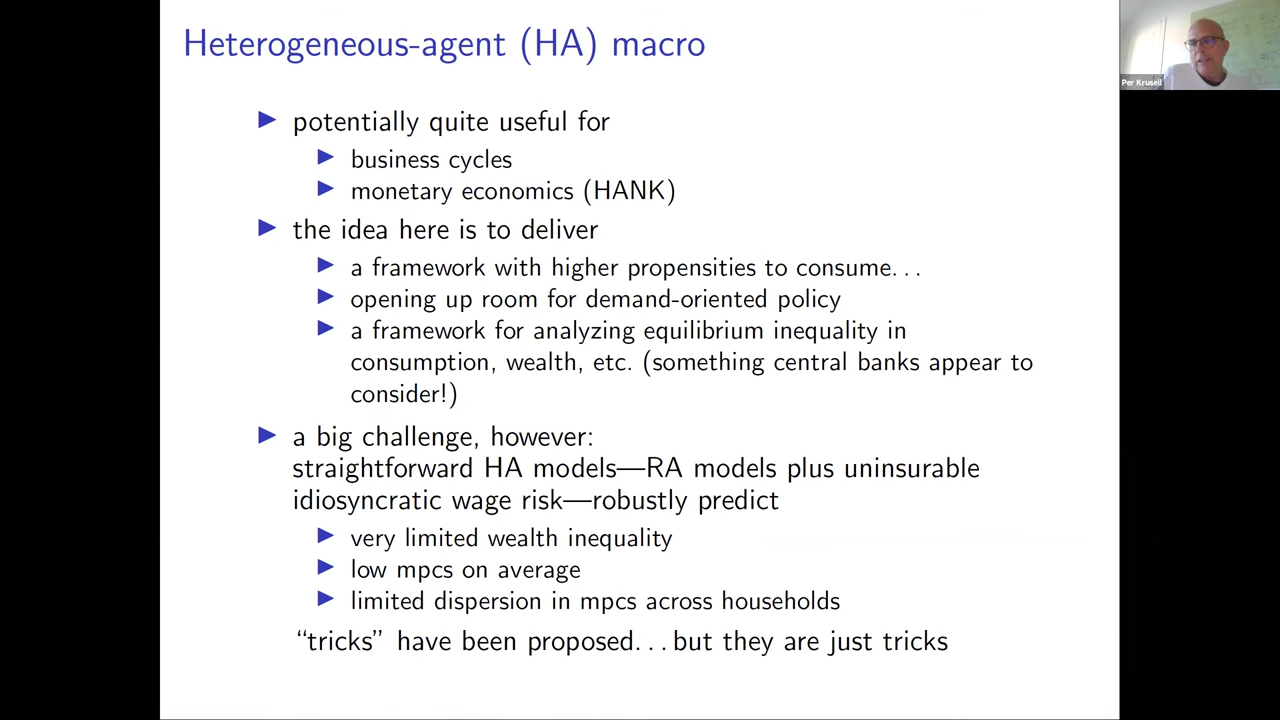 Heterogeneous-agent (HA) macro
Per Krusell
▶ potentially quite useful for
▶ business cycles
▶ monetary economics (HANK)
▶ the idea here is to deliver
▶ a framework with higher propensities to consume. . .
▶ opening up room for demand-oriented policy
▶ a framework for analyzing equilibrium inequality in
consumption, wealth, etc. (something central banks appear to
consider!)
▶ a big challenge, however:
straightforward HA models—RA models plus uninsurable
idiosyncratic wage risk—robustly predict
▶ very limited wealth inequality
▶ low mpcs on average
▶ limited dispersion in mpcs across households
“tricks” have been proposed. . . but they are just tricks